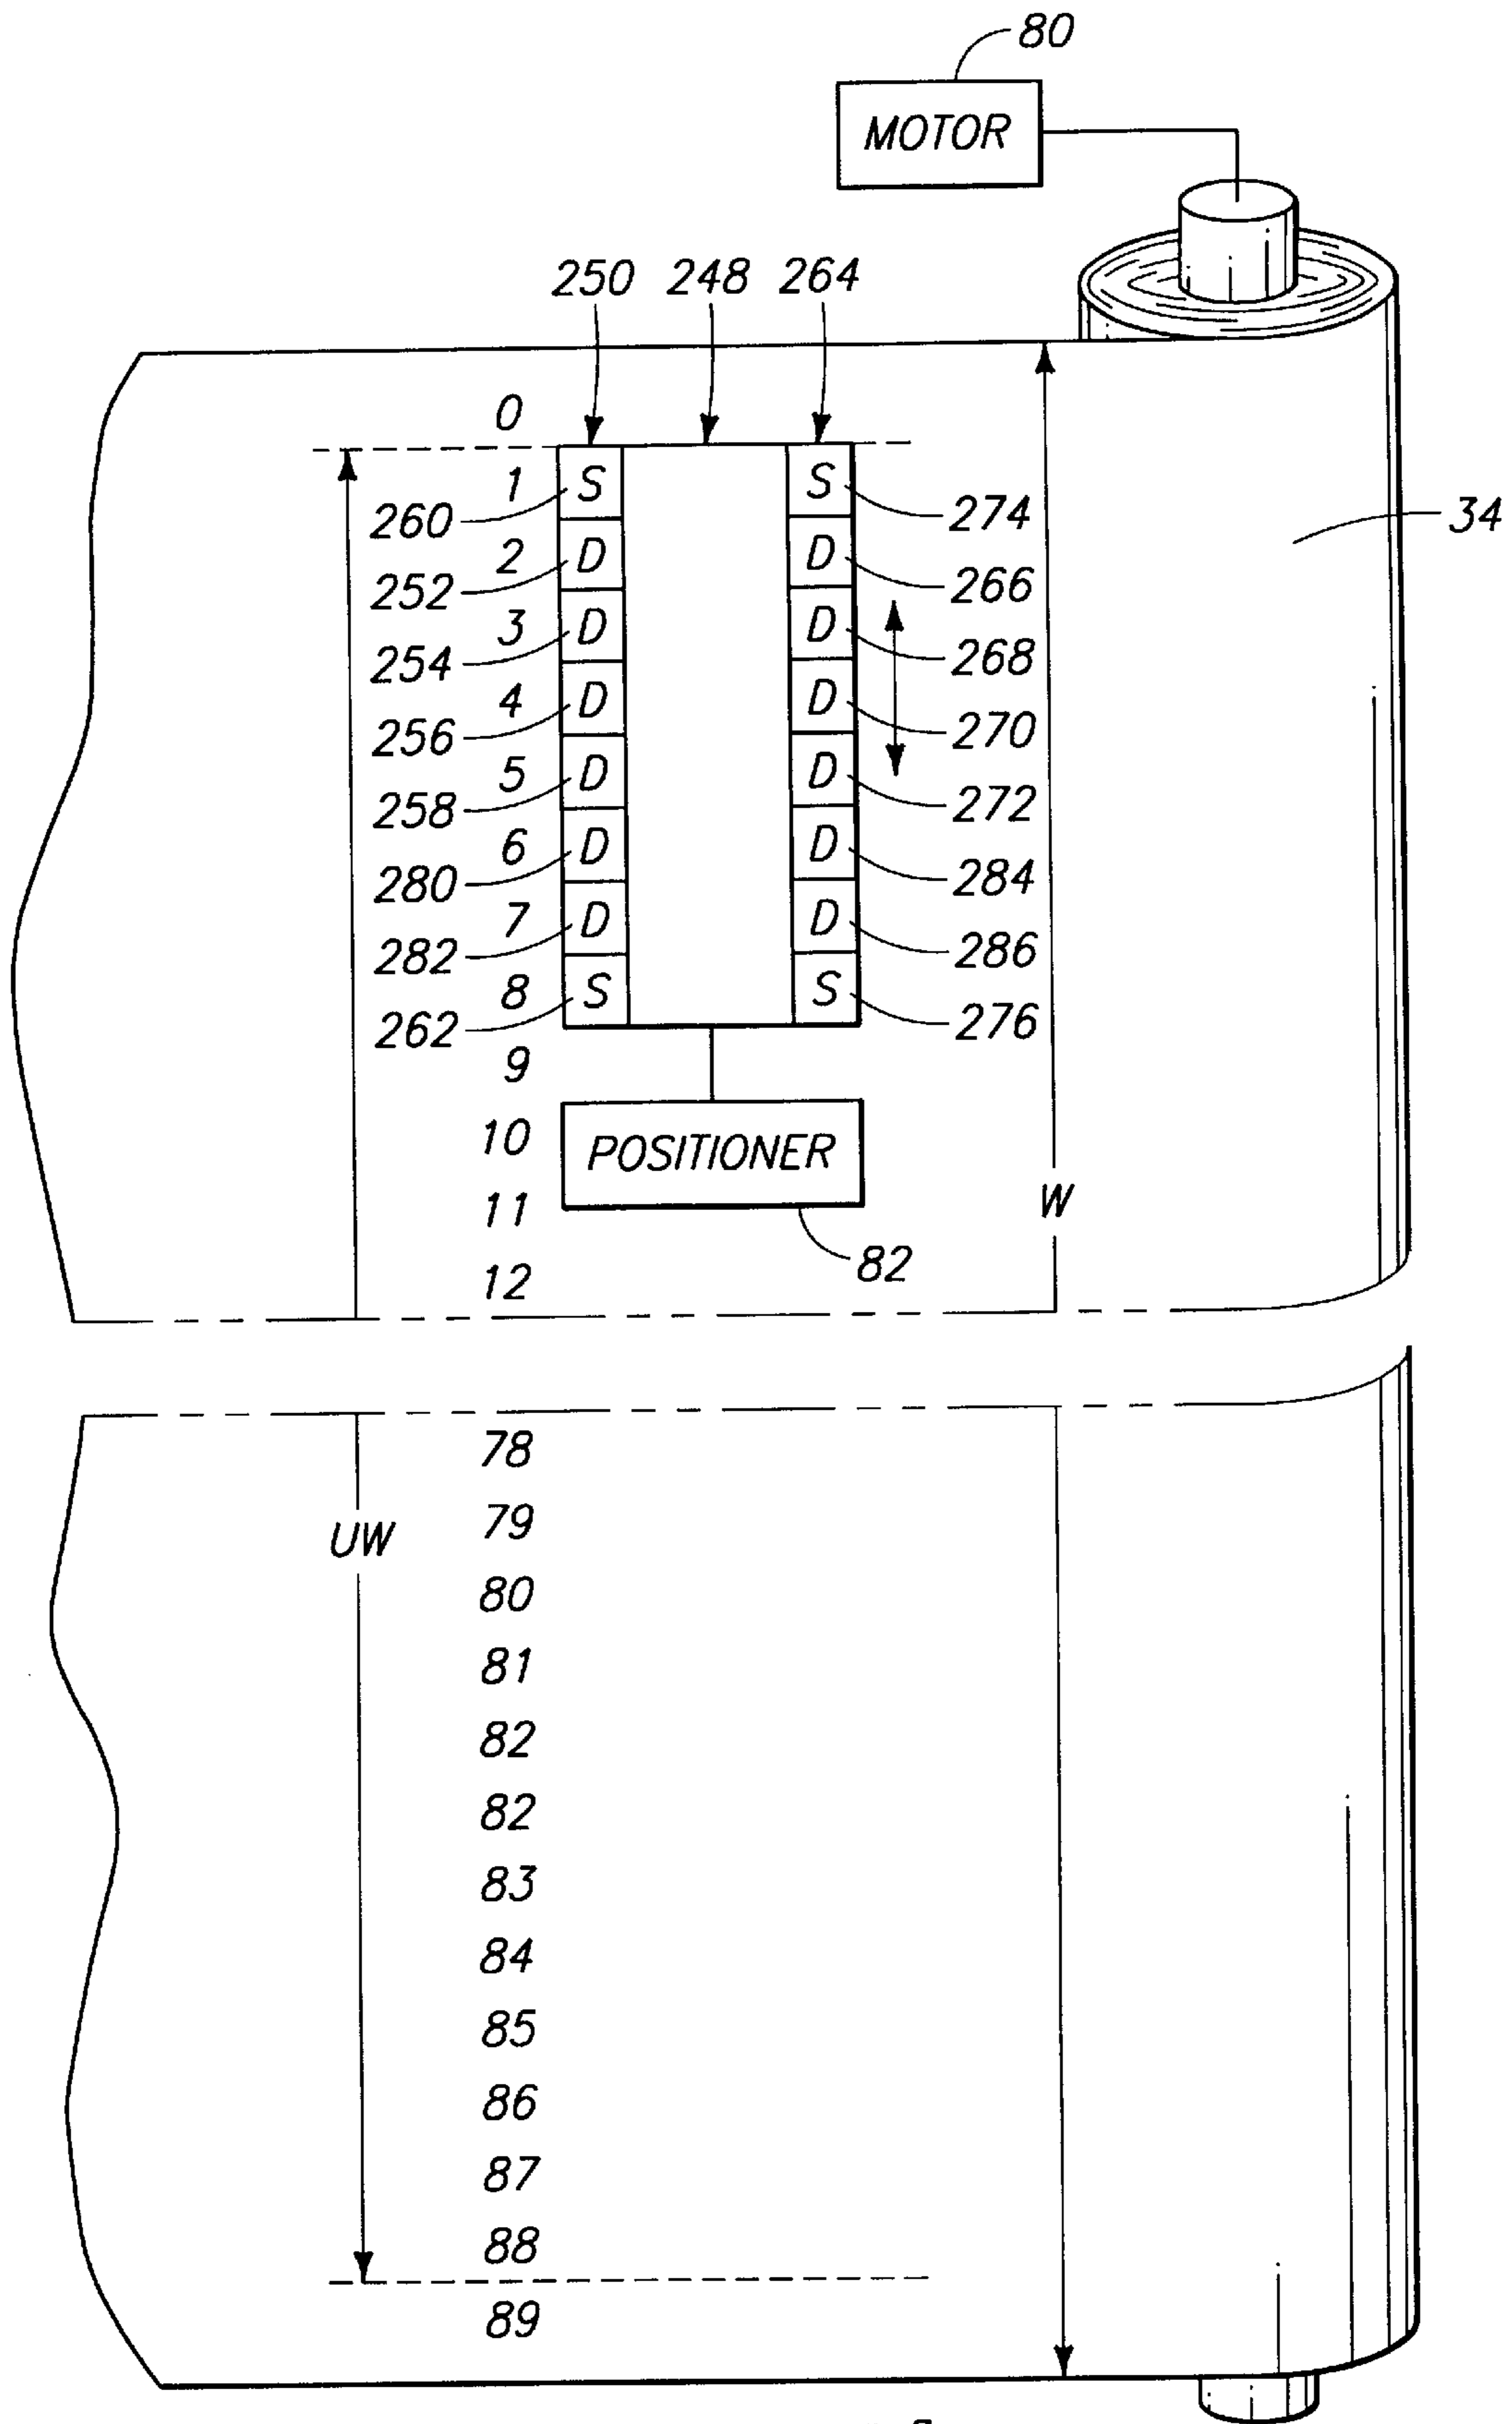 80
MOTOR
250 248 264
0
1 S S
260 274 34
2 D D
252 266
3 D D
254 268
4 D D
256 270
5 D D
258 272
6 D D
280 284
7 D D
282 286
8 S S
262 276
9
10 POSITIONER
11 W
82
12
78
79
UW
80
81
82
82
83
84
85
86
87
88
89